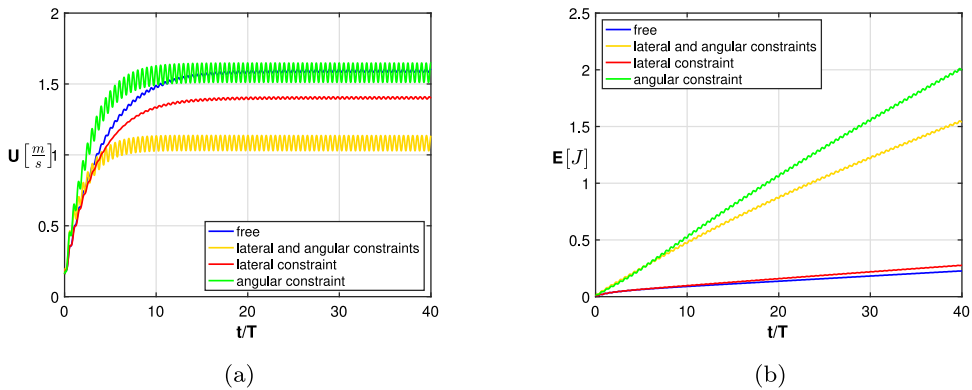 2
1.5
1
0.5
0
U[m/s]
0 10 20 30 40
t/T
free
lateral and angular constraints
lateral constraint
angular constraint
(a)
2.5
2
1.5
1
0.5
0
E[J]
0 10 20 30 40
t/T
free
lateral and angular constraints
lateral constraint
angular constraint
(b)